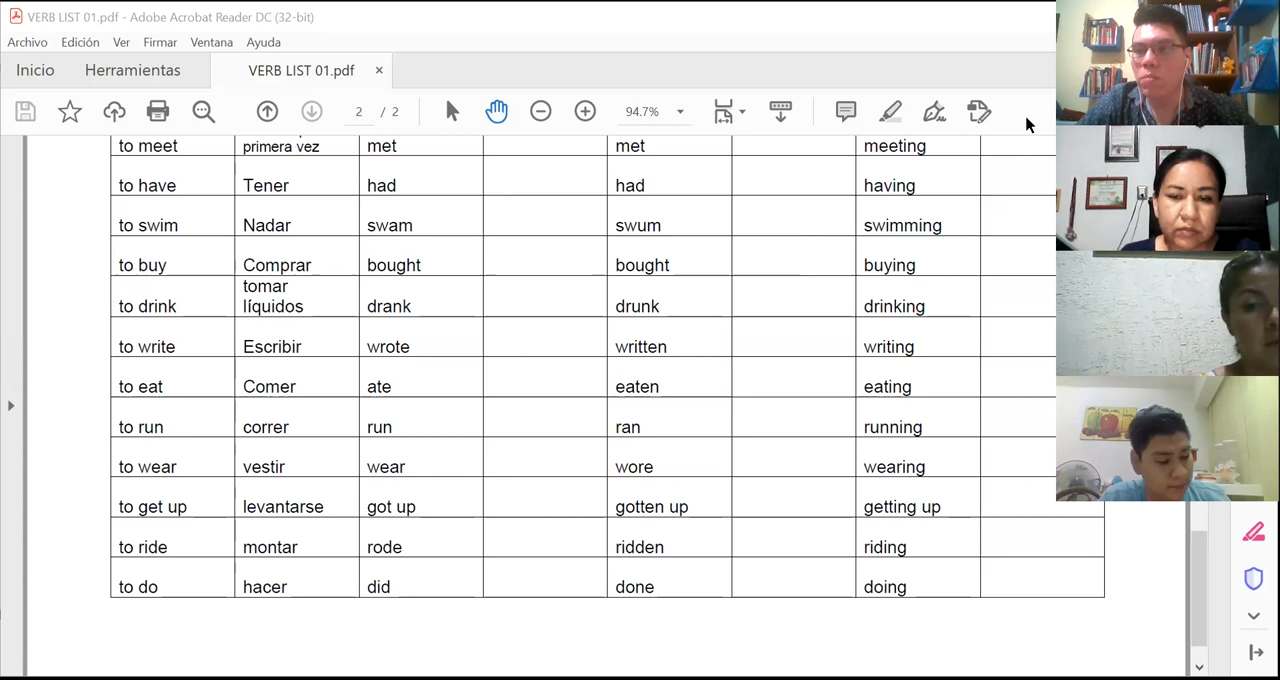 VERB LIST 01.pdf - Adobe Acrobat Reader DC (32-bit)
Archivo Edición Ver Firmar Ventana Ayuda
Inicio Herramientas VERB LIST 01.pdf ×
2 / 2 94.7%
to meet primera vez met met meeting
to have Tener had had having
to swim Nadar swam swum swimming
to buy Comprar bought bought buying
to drink tomar líquidos drank drunk drinking
to write Escribir wrote written writing
to eat Comer ate eaten eating
to run correr run ran running
to wear vestir wear wore wearing
to get up levantarse got up gotten up getting up
to ride montar rode ridden riding
to do hacer did done doing